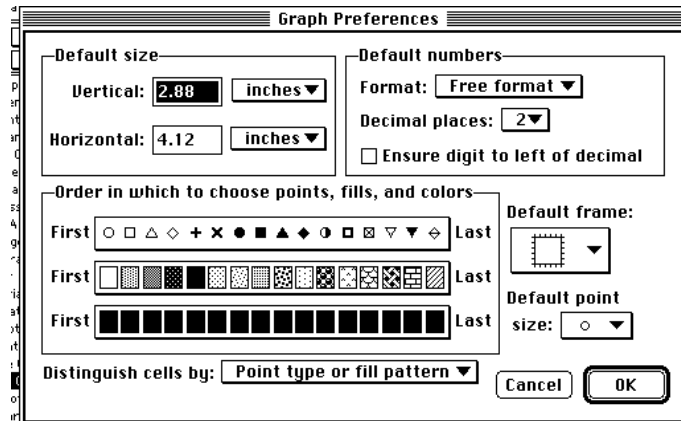 Graph Preferences
Default size
Vertical: 2.88 inches
Horizontal: 4.12 inches
Default numbers
Format: Free format
Decimal places: 2
Ensure digit to left of decimal
Order in which to choose points, fills, and colors
First Last
First Last
First Last
Default frame:
Default point
size:
Distinguish cells by: Point type or fill pattern
Cancel OK